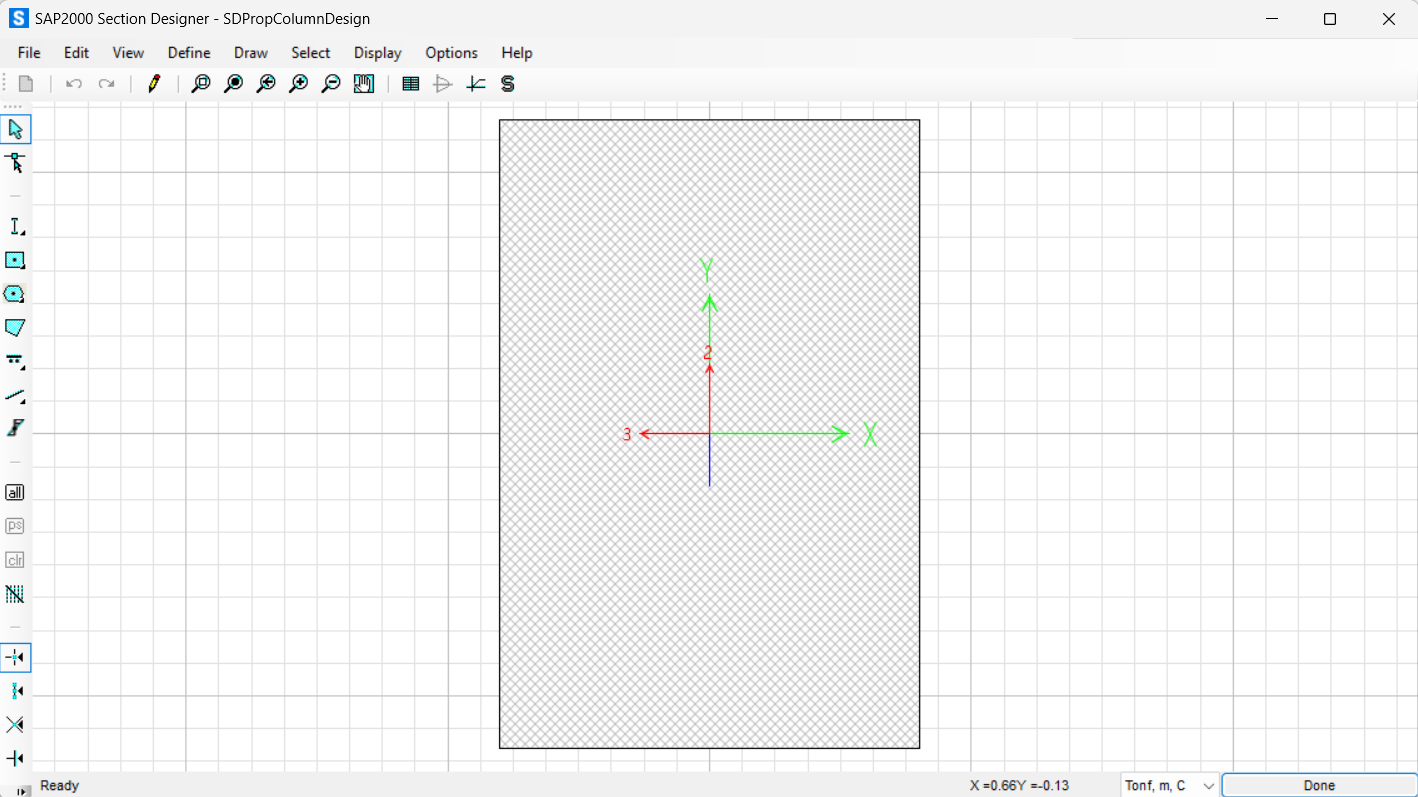 SAP2000 Section Designer - SDPropColumnDesign
File Edit View Define Draw Select Display Options Help
S
Y
2
3
X
all
ps
clr
Ready
X =0.66Y =-0.13
Tonf, m, C
Done